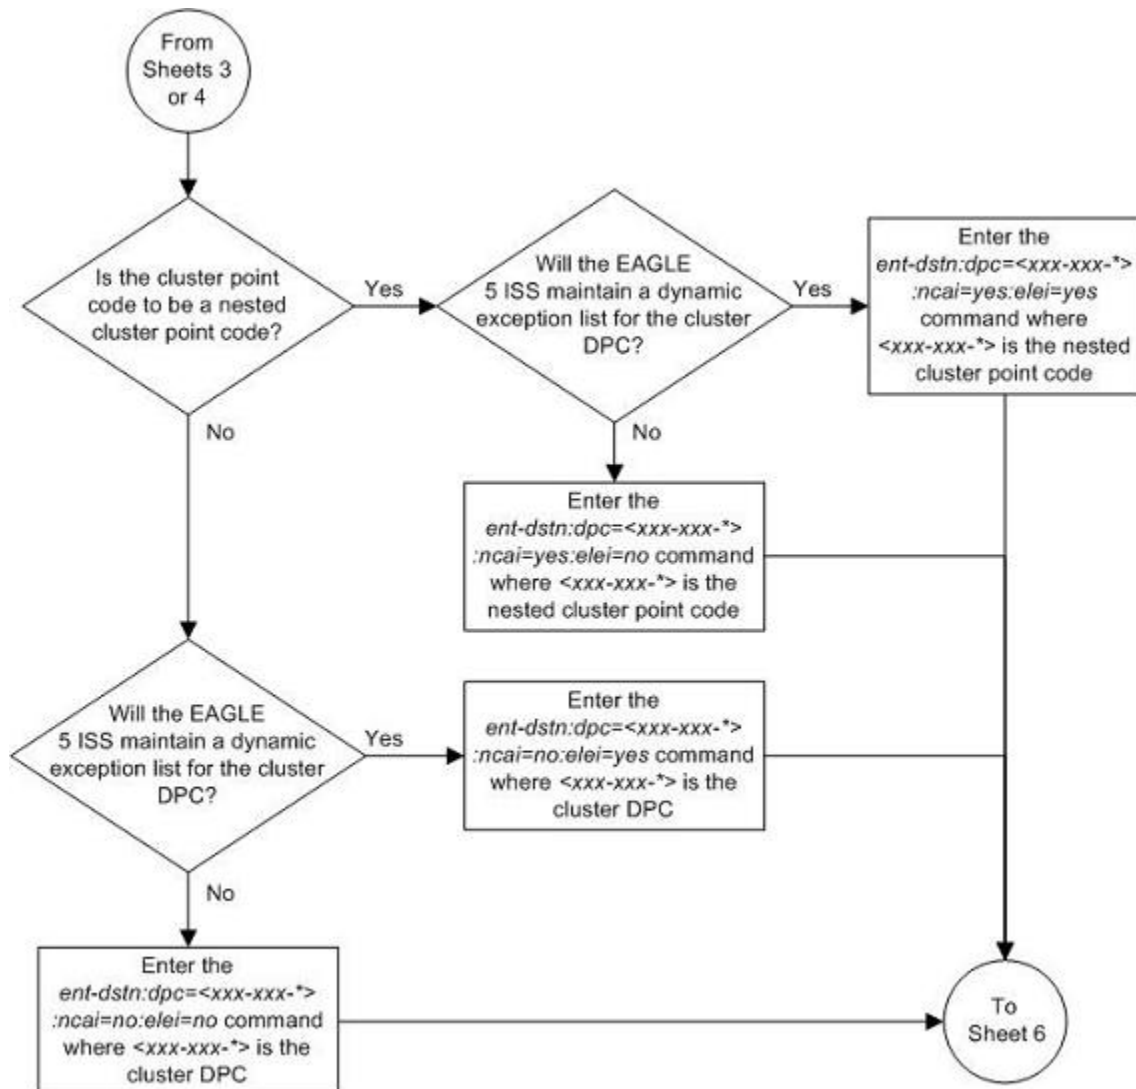 From
Sheets 3
or 4
Is the cluster point
code to be a nested
cluster point code?
Yes
No
Will the EAGLE
5 ISS maintain a dynamic
exception list for the cluster
DPC?
Yes
No
Enter the
ent-dstn:dpc=<xxx-xxx-*>
:ncai=yes:elei=yes
command where
<xxx-xxx-*> is the nested
cluster point code
Enter the
ent-dstn:dpc=<xxx-xxx-*>
:ncai=yes:elei=no command
where <xxx-xxx-*> is the
nested cluster point code
Will the EAGLE
5 ISS maintain a dynamic
exception list for the cluster
DPC?
Yes
No
Enter the
ent-dstn:dpc=<xxx-xxx-*>
:ncai=no:elei=yes command
where <xxx-xxx-*> is the
cluster DPC
Enter the
ent-dstn:dpc=<xxx-xxx-*>
:ncai=no:elei=no command
where <xxx-xxx-*> is the
cluster DPC
To
Sheet 6